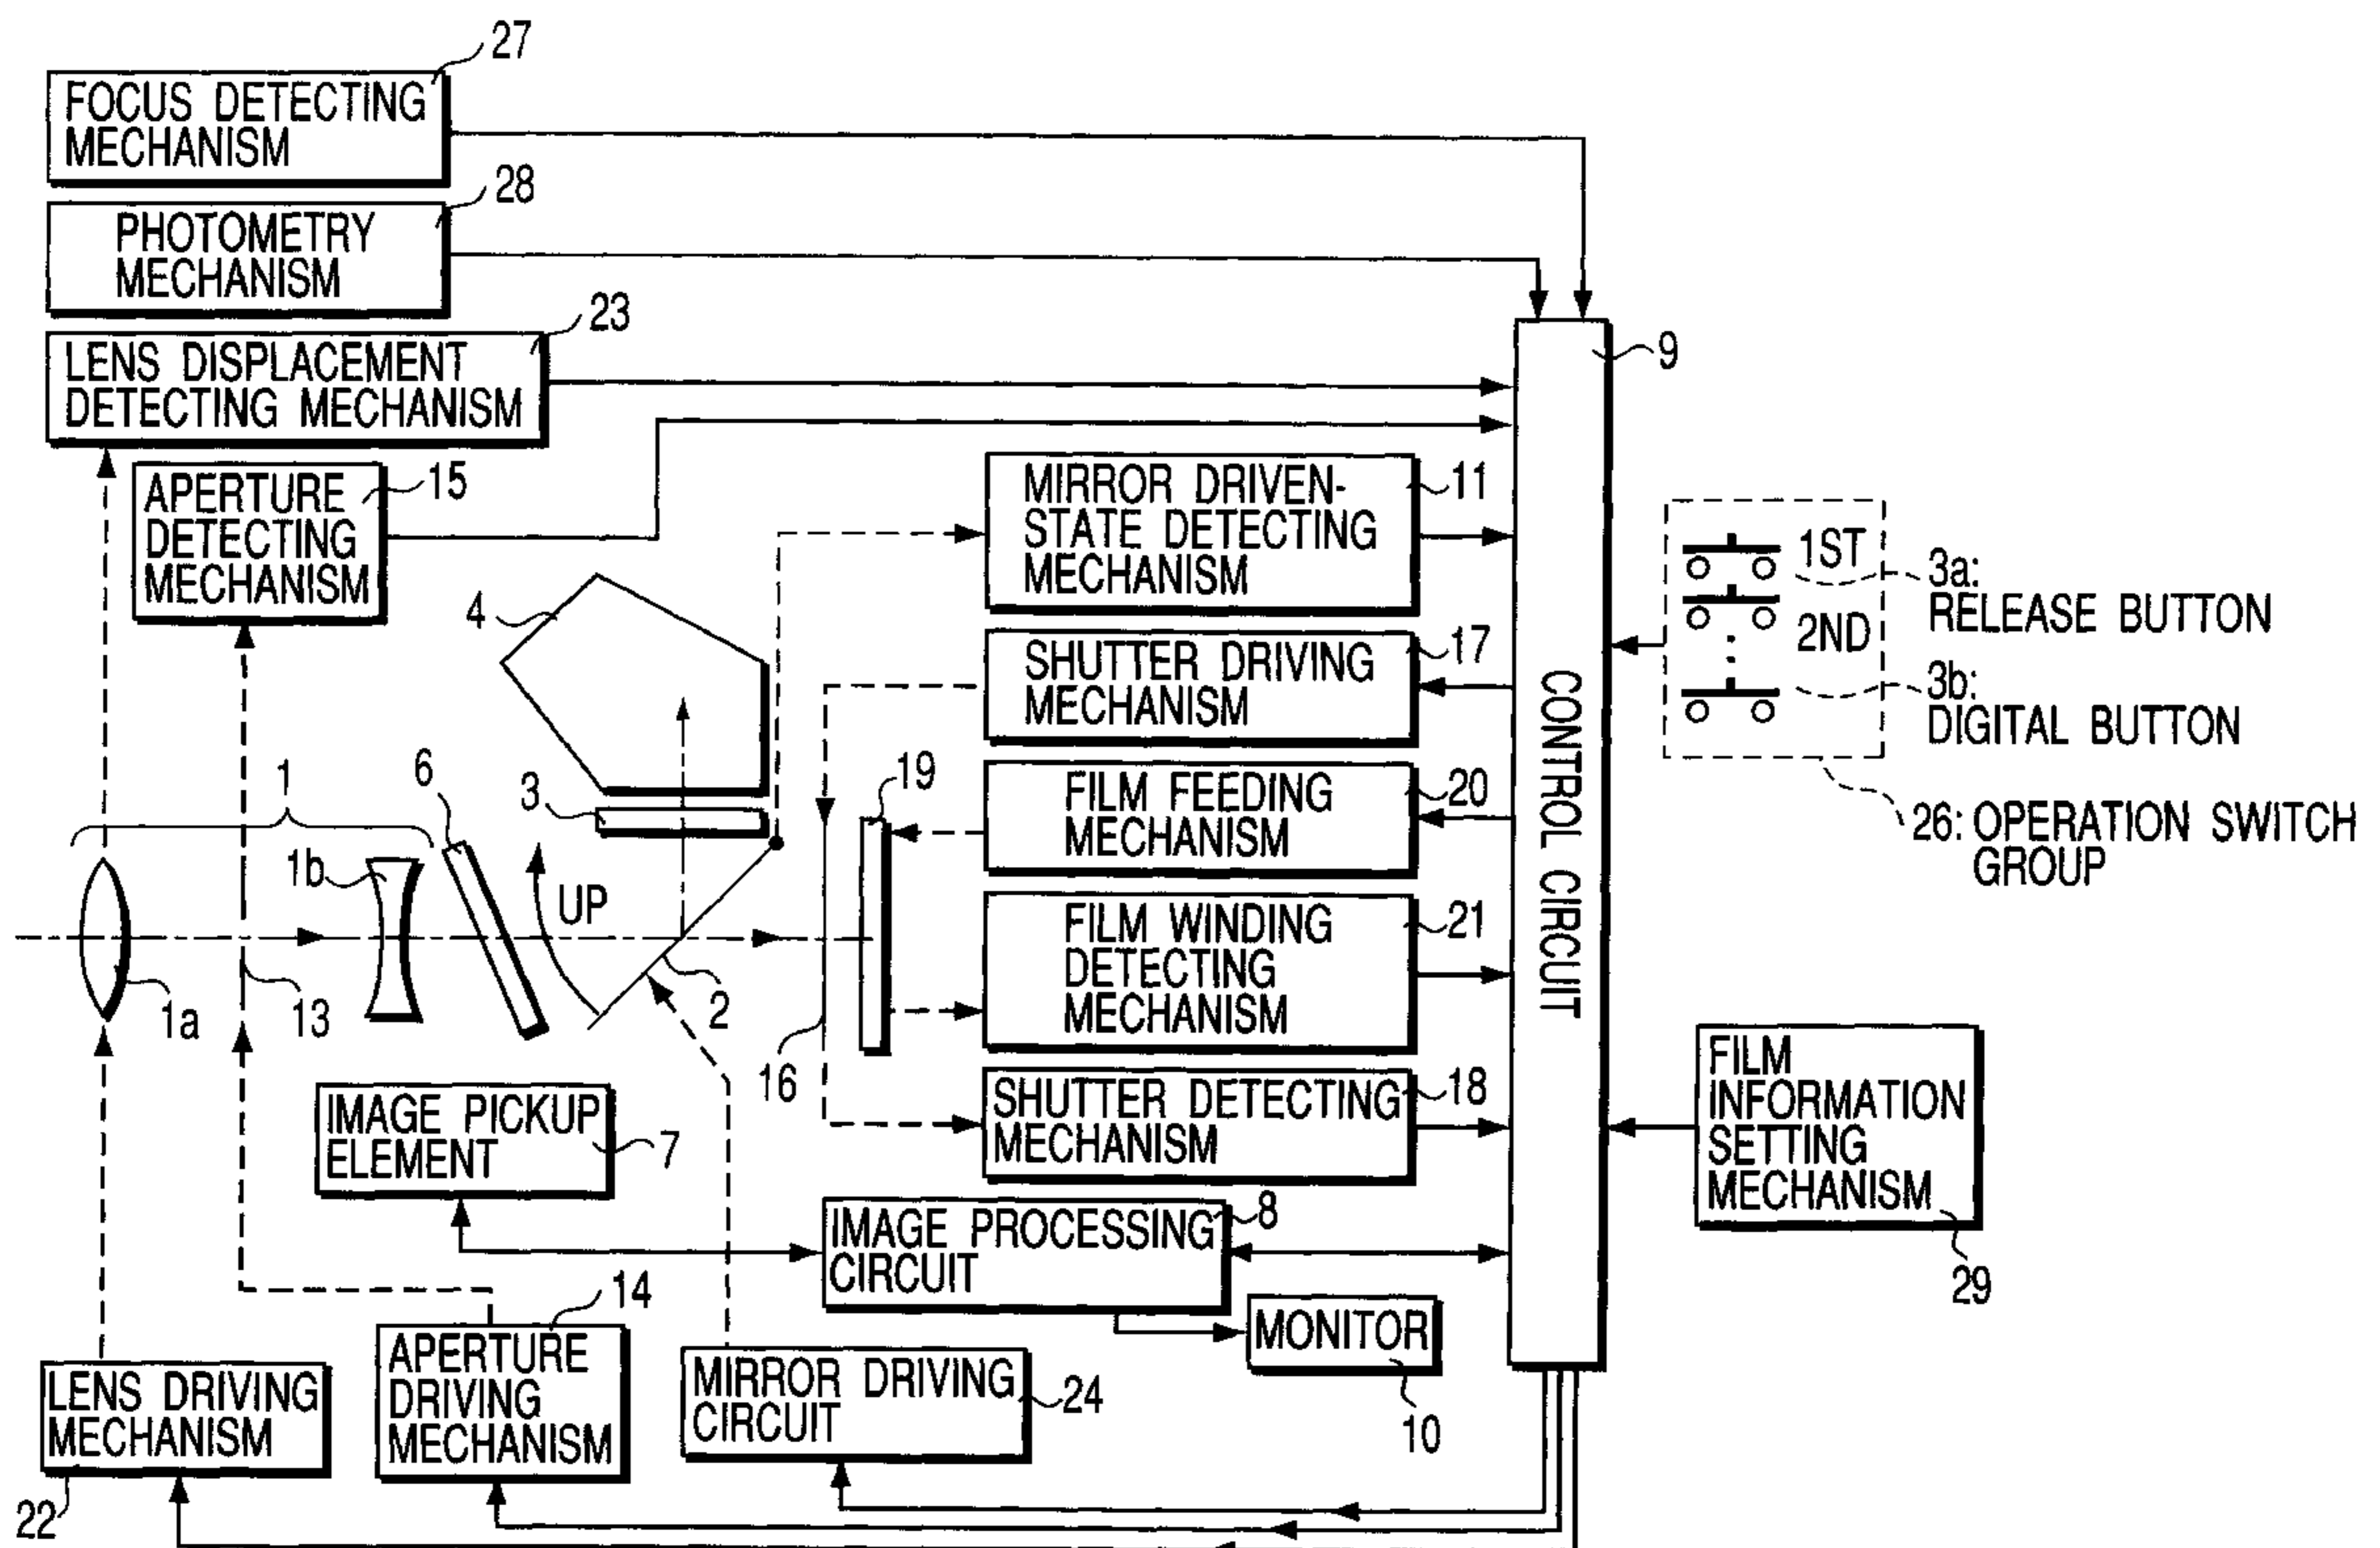 27
FOCUS DETECTING
MECHANISM
28
PHOTOMETRY
MECHANISM
23
LENS DISPLACEMENT
DETECTING MECHANISM
9
APERTURE
DETECTING
MECHANISM
15
MIRROR DRIVEN-
STATE DETECTING
MECHANISM
11
1ST
2ND
3a:
RELEASE BUTTON
3b:
DIGITAL BUTTON
26: OPERATION SWITCH
GROUP
4
SHUTTER DRIVING
MECHANISM
17
CONTROL CIRCUIT
1
6
3
19
FILM FEEDING
MECHANISM
20
1b
UP
FILM WINDING
DETECTING
MECHANISM
21
1a
13
2
16
FILM
INFORMATION
SETTING
MECHANISM
29
IMAGE PICKUP
ELEMENT
7
SHUTTER DETECTING
MECHANISM
18
IMAGE PROCESSING
CIRCUIT
8
14
MONITOR
10
LENS DRIVING
MECHANISM
22
APERTURE
DRIVING
MECHANISM
MIRROR DRIVING
CIRCUIT
24